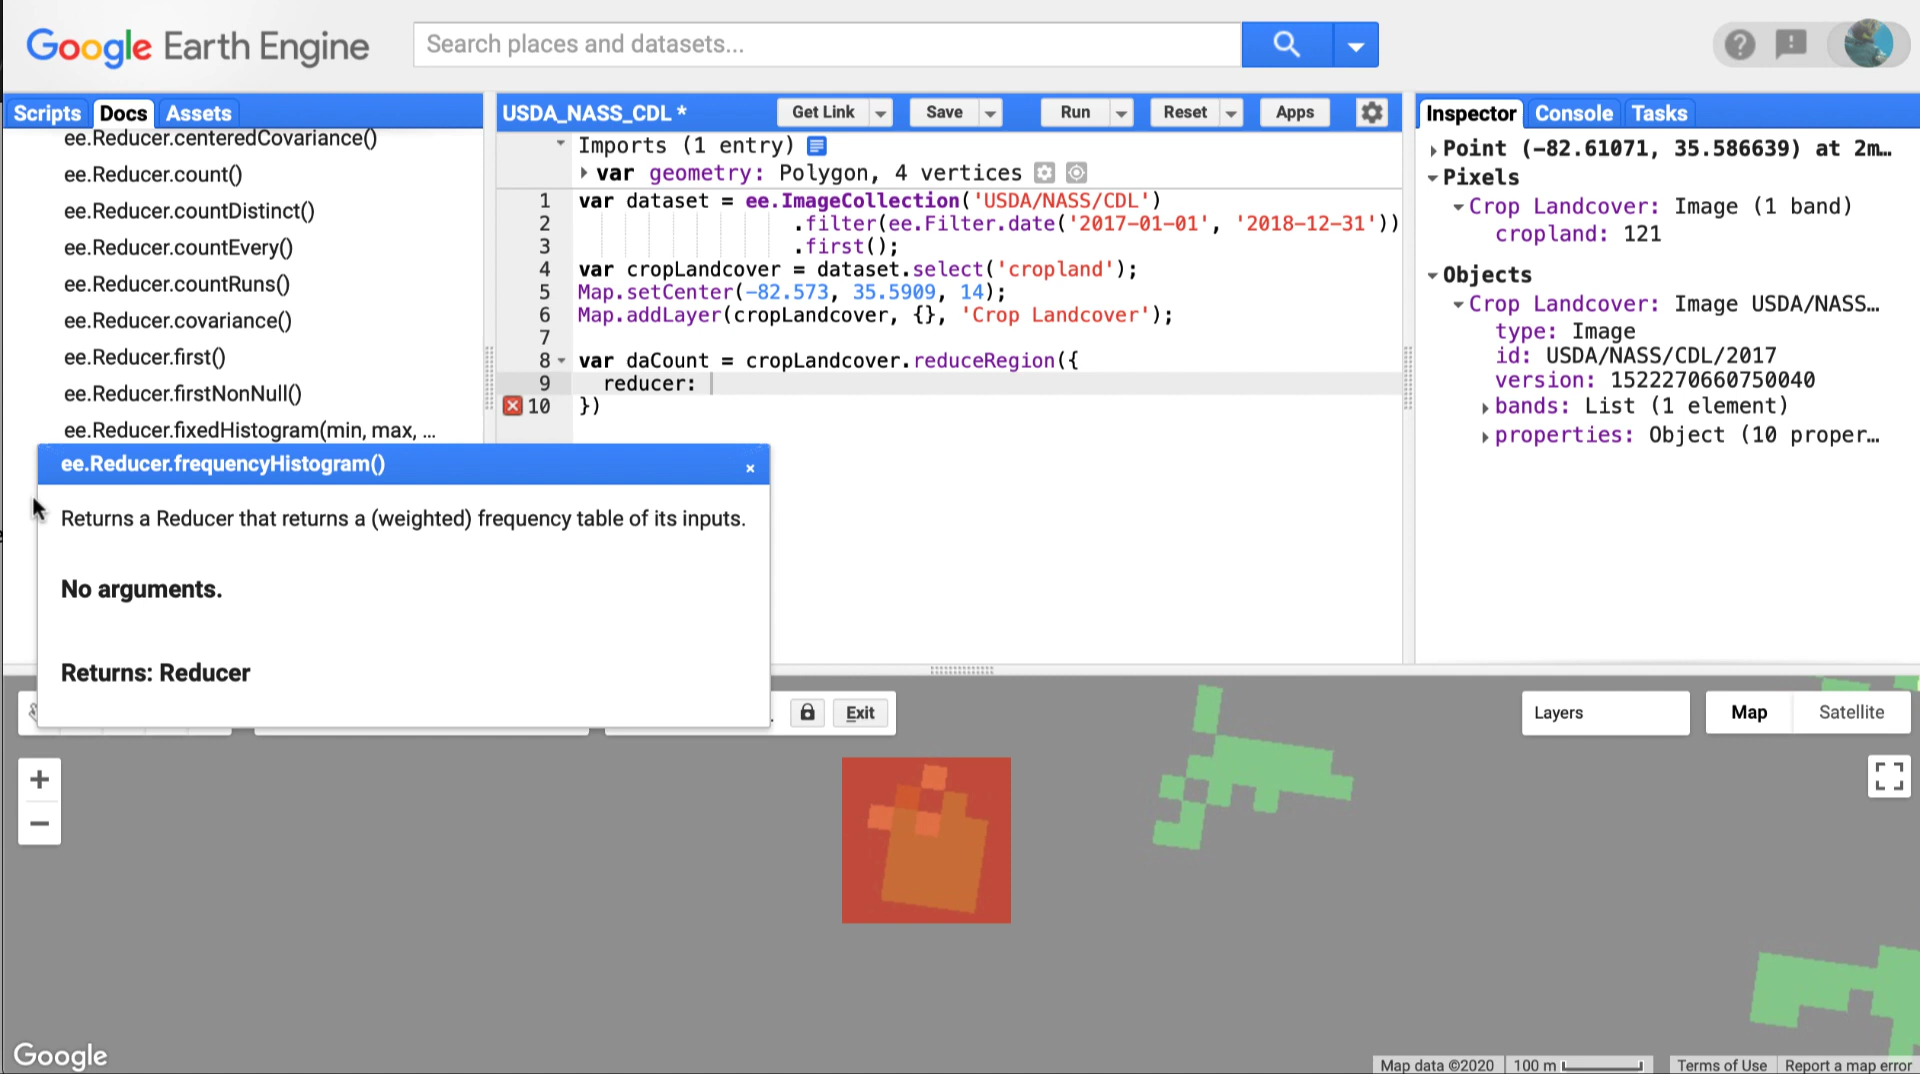 Google Earth Engine
Search places and datasets...
Scripts
Docs
Assets
ee.Reducer.centeredCovariance()
ee.Reducer.count()
ee.Reducer.countDistinct()
ee.Reducer.countEvery()
ee.Reducer.countRuns()
ee.Reducer.covariance()
ee.Reducer.first()
ee.Reducer.firstNonNull()
ee.Reducer.fixedHistogram(min, max, ...
ee.Reducer.frequencyHistogram()
Returns a Reducer that returns a (weighted) frequency table of its inputs.
No arguments.
Returns: Reducer
USDA_NASS_CDL *
Get Link
Save
Run
Reset
Apps
Imports (1 entry)
var geometry: Polygon, 4 vertices
1 var dataset = ee.ImageCollection('USDA/NASS/CDL')
2 .filter(ee.Filter.date('2017-01-01', '2018-12-31'))
3 .first();
4 var cropLandcover = dataset.select('cropland');
5 Map.setCenter(-82.573, 35.5909, 14);
6 Map.addLayer(cropLandcover, {}, 'Crop Landcover');
7
8 var daCount = cropLandcover.reduceRegion({
9 reducer:
10 })
Inspector
Console
Tasks
Point (-82.61071, 35.586639) at 2m…
Pixels
Crop Landcover: Image (1 band)
cropland: 121
Objects
Crop Landcover: Image USDA/NASS…
type: Image
id: USDA/NASS/CDL/2017
version: 1522270660750040
bands: List (1 element)
properties: Object (10 proper…
Exit
Layers
Map
Satellite
+
−
Google
Map data ©2020
100 m
Terms of Use
Report a map error